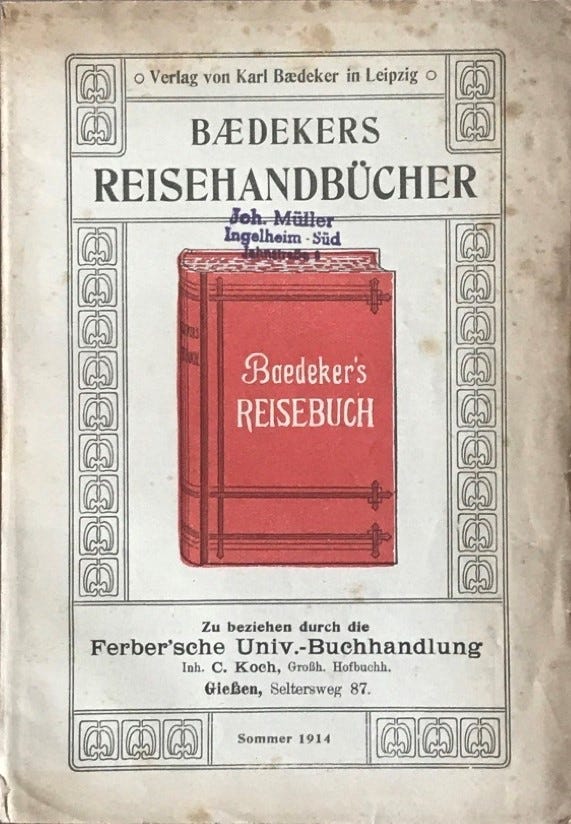 ○ Verlag von Karl Bædeker in Leipzig ○
BÆDEKERS
REISEHANDBÜCHER
Joh. Müller
Ingelheim - Süd
Baedeker's
REISEBUCH
Zu beziehen durch die
Ferber'sche Univ.-Buchhandlung
Inh. C. Koch, Großh. Hofbuchh.
Gießen, Seltersweg 87.
Sommer 1914